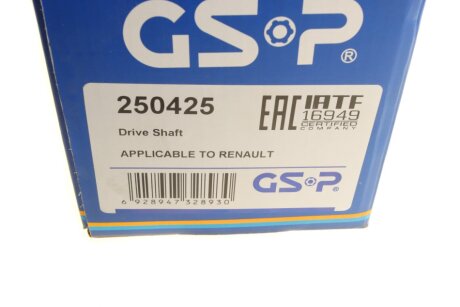 GSP®
250425
Drive Shaft
EAC IATF
16949
CERTIFIED
COMPANY
APPLICABLE TO RENAULT
6 928947 328930
GSP®